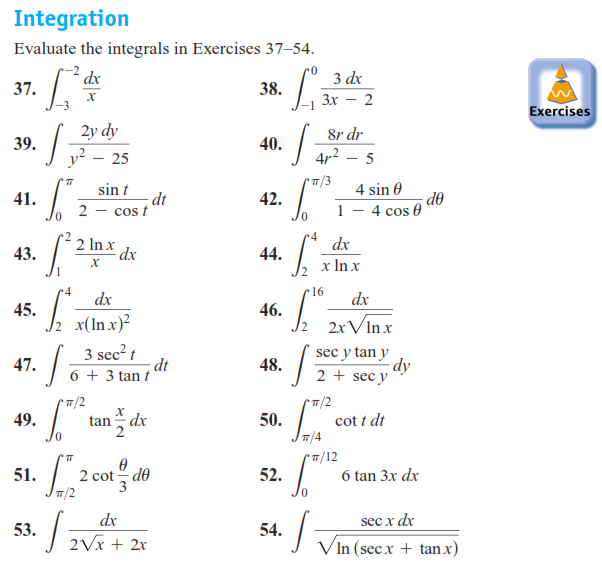 Integration
Evaluate the integrals in Exercises 37–54.
37. ∫_{-3}^{-2} dx/x
38. ∫_{-1}^{0} 3 dx/(3x − 2)
Exercises
39. ∫ 2y dy/(y² − 25)
40. ∫ 8r dr/(4r² − 5)
41. ∫_{0}^{π} sin t/(2 − cos t) dt
42. ∫_{0}^{π/3} 4 sin θ/(1 − 4 cos θ) dθ
43. ∫_{1}^{2} 2 ln x/x dx
44. ∫_{2}^{4} dx/(x ln x)
45. ∫_{2}^{4} dx/(x(ln x)²)
46. ∫_{2}^{16} dx/(2x√(ln x))
47. ∫ 3 sec² t/(6 + 3 tan t) dt
48. ∫ sec y tan y/(2 + sec y) dy
49. ∫_{0}^{π/2} tan x/2 dx
50. ∫_{π/4}^{π/2} cot t dt
51. ∫_{π/2}^{π} 2 cot θ/3 dθ
52. ∫_{0}^{π/12} 6 tan 3x dx
53. ∫ dx/(2√x + 2x)
54. ∫ sec x dx/√(ln (sec x + tan x))